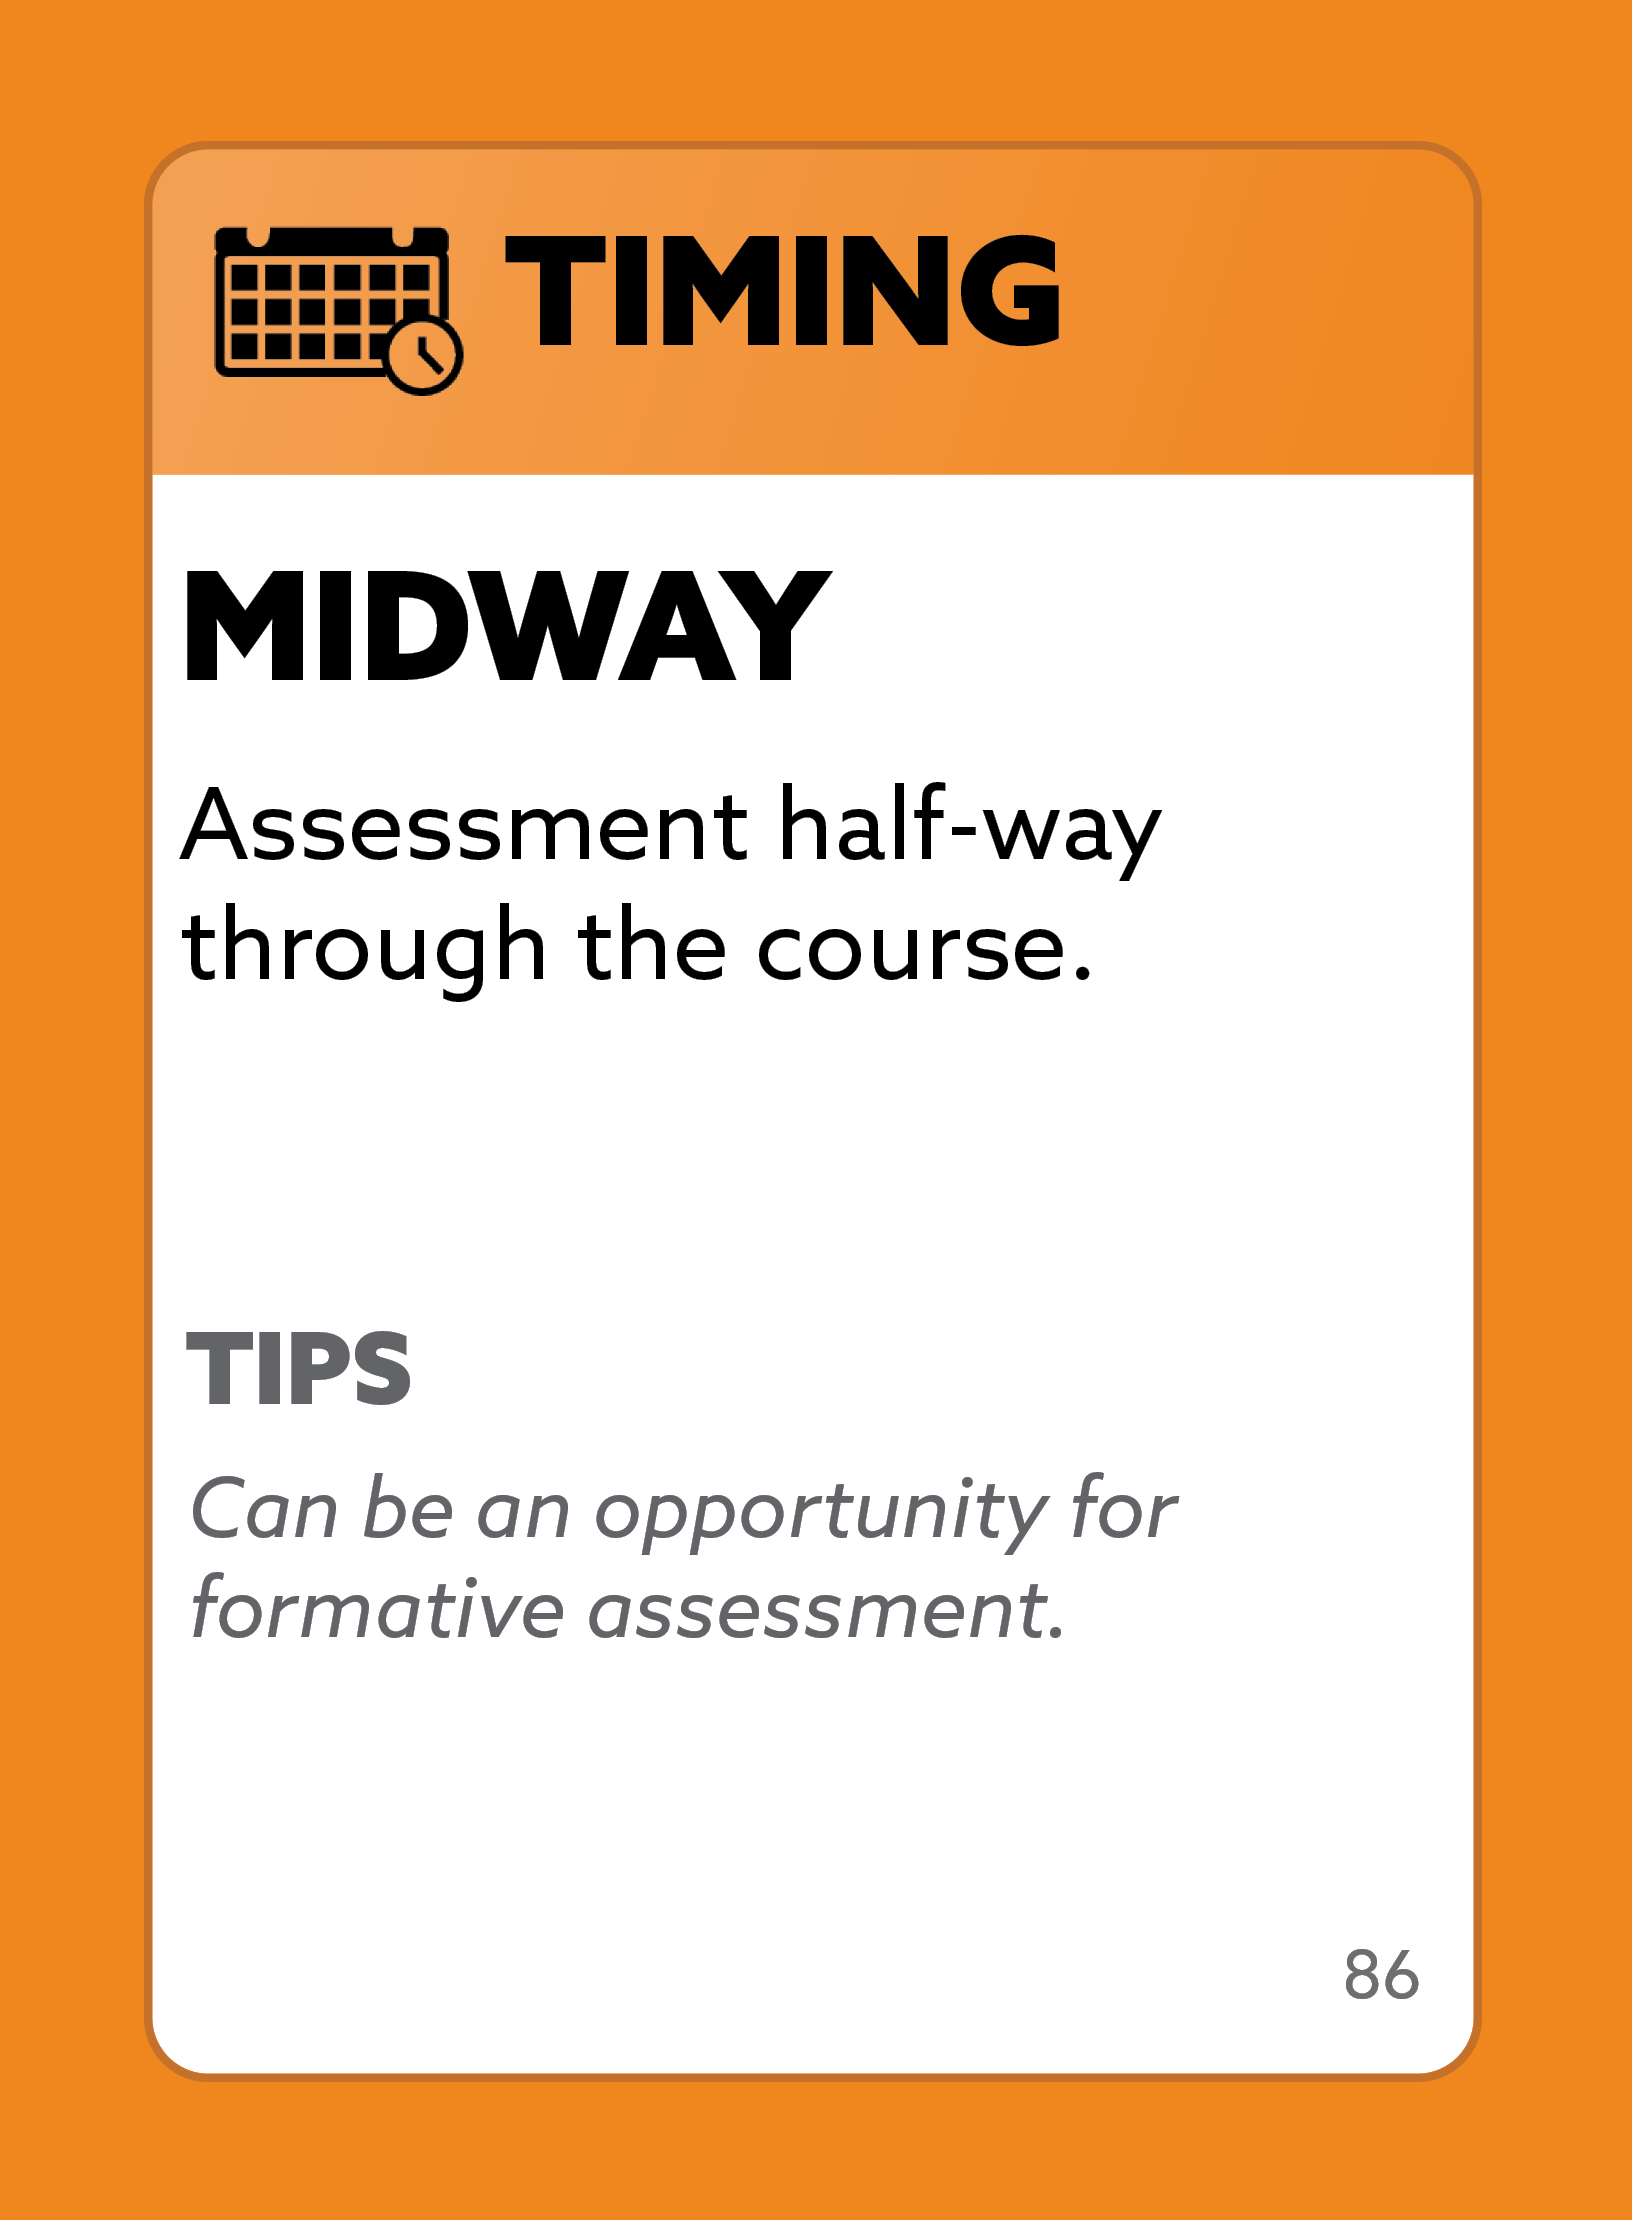 TIMING
MIDWAY
Assessment half-way
through the course.
TIPS
Can be an opportunity for
formative assessment.
86